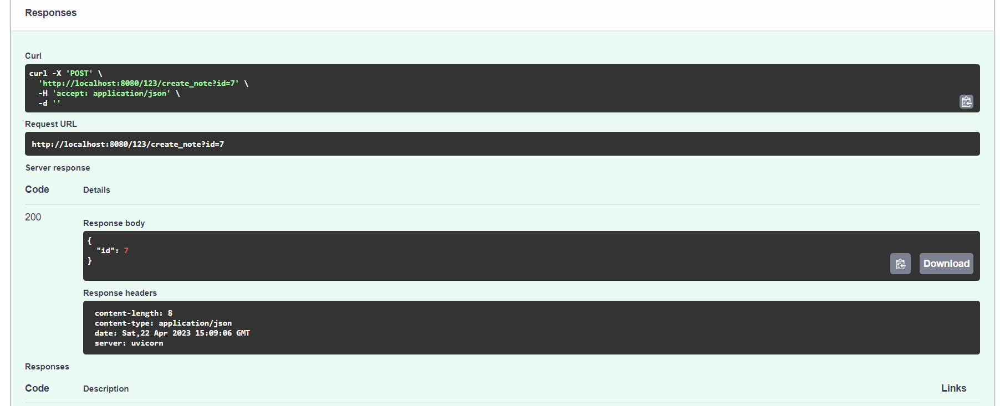 Responses
Curl
curl -X 'POST' \
  'http://localhost:8080/123/create_note?id=7' \
  -H 'accept: application/json' \
  -d ''
Request URL
http://localhost:8080/123/create_note?id=7
Server response
Code Details
200
Response body
{
  "id": 7
}
Download
Response headers
content-length: 8
content-type: application/json
date: Sat,22 Apr 2023 15:09:06 GMT
server: uvicorn
Responses
Code Description Links